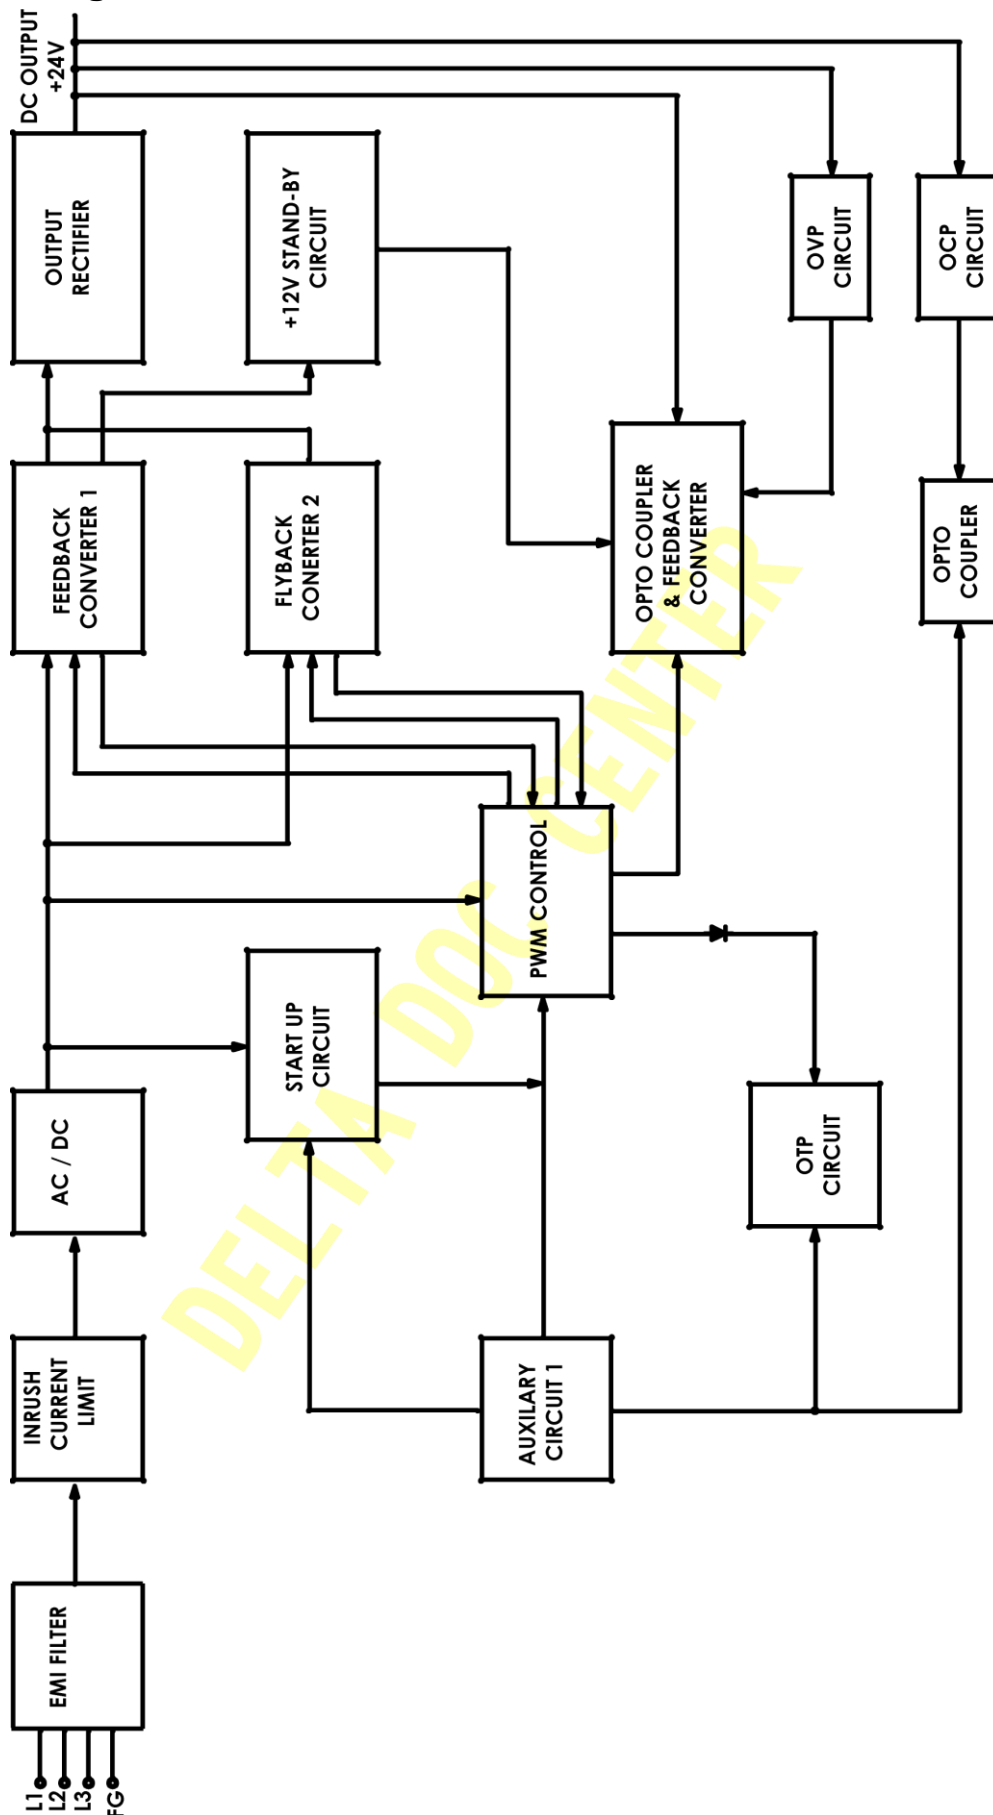 L1
L2
L3
FG
EMI FILTER
INRUSH
CURRENT
LIMIT
AC / DC
FEEDBACK
CONVERTER 1
OUTPUT
RECTIFIER
DC OUTPUT
+24V
START UP
CIRCUIT
FLYBACK
CONERTER 2
+12V STAND-BY
CIRCUIT
AUXILARY
CIRCUIT 1
PWM CONTROL
OPTO COUPLER
& FEEDBACK
CONVERTER
OTP
CIRCUIT
OVP
CIRCUIT
OPTO
COUPLER
OCP
CIRCUIT
DELTA DOC CENTER